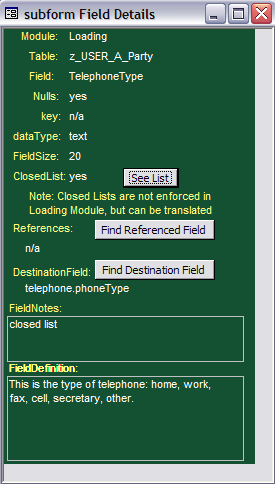 subform Field Details
Module: Loading
Table: z_USER_A_Party
Field: TelephoneType
Nulls: yes
key: n/a
dataType: text
FieldSize: 20
ClosedList: yes See List
Note: Closed Lists are not enforced in
Loading Module, but can be translated
References: Find Referenced Field
n/a
DestinationField: Find Destination Field
telephone.phoneType
FieldNotes:
closed list
FieldDefinition:
This is the type of telephone: home, work,
fax, cell, secretary, other.